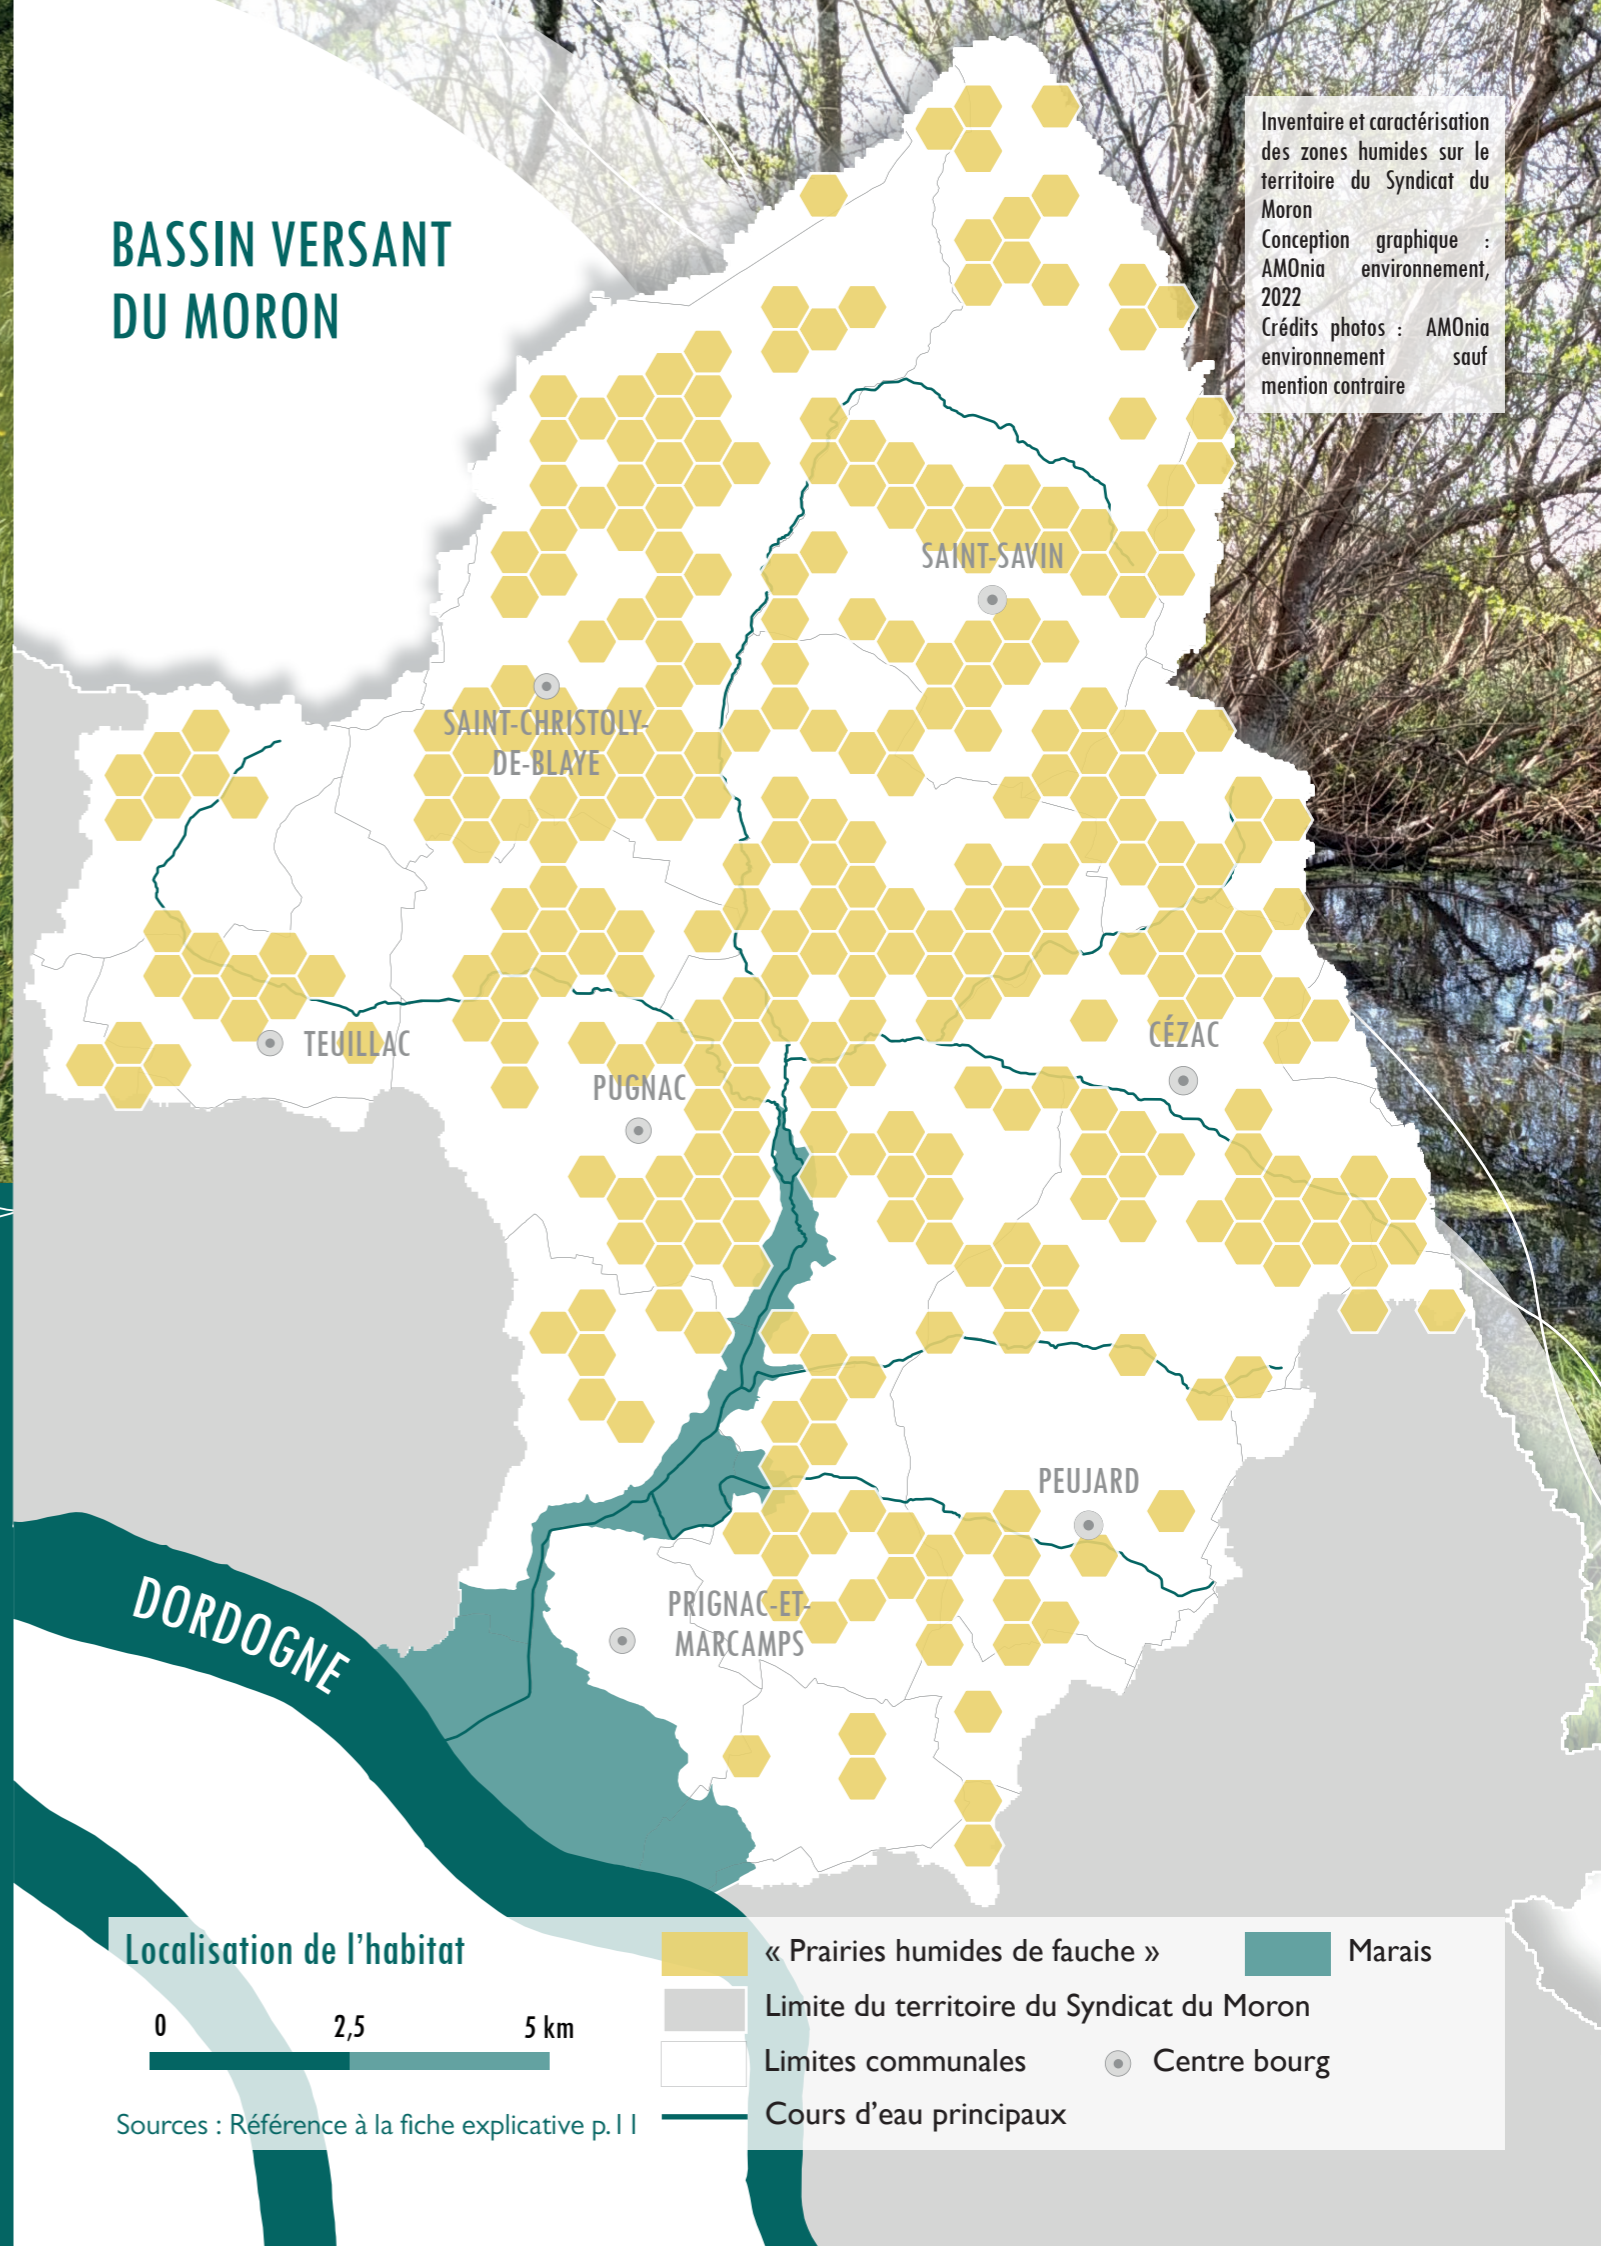 BASSIN VERSANT
DU MORON
Inventaire et caractérisation
des zones humides sur le
territoire du Syndicat du
Moron
Conception graphique :
AMOnia environnement,
2022
Crédits photos : AMOnia
environnement sauf
mention contraire
SAINT-SAVIN
SAINT-CHRISTOLY-
DE-BLAYE
TEUILLAC
CÉZAC
PUGNAC
PEUJARD
PRIGNAC-ET-
MARCAMPS
DORDOGNE
Localisation de l'habitat
0 2,5 5 km
Sources : Référence à la fiche explicative p.11
« Prairies humides de fauche »
Marais
Limite du territoire du Syndicat du Moron
Limites communales
Centre bourg
Cours d'eau principaux